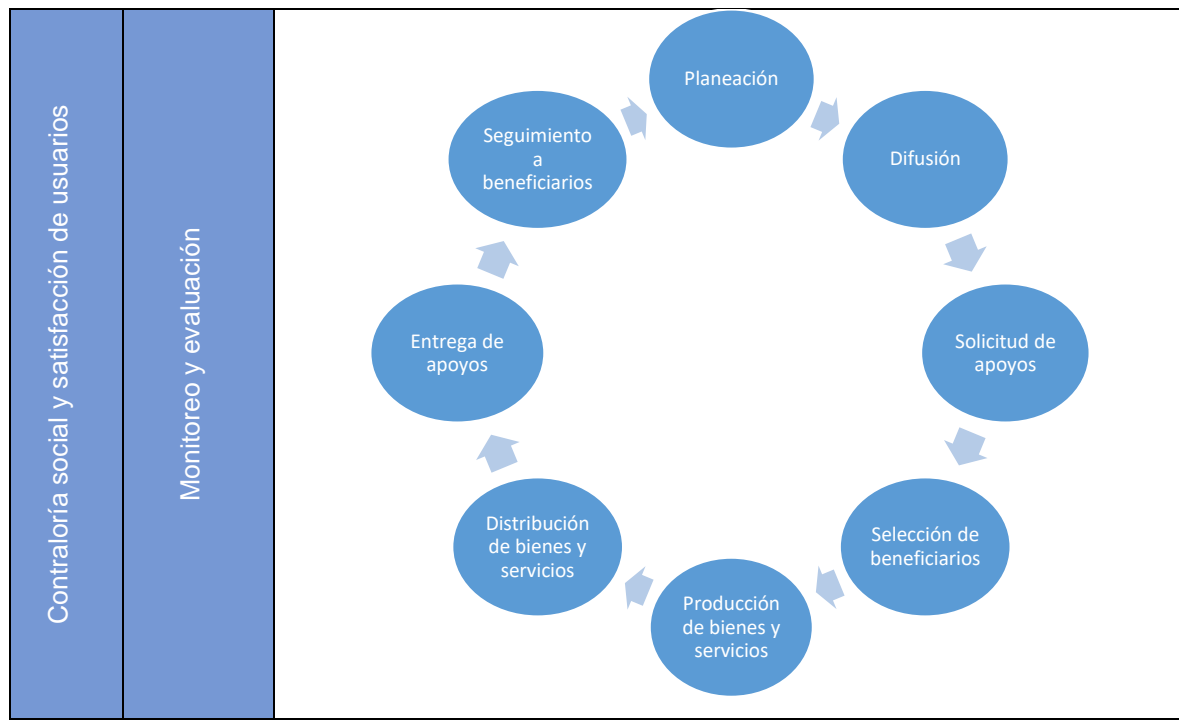 Contraloría social y satisfacción de usuarios
Monitoreo y evaluación
Planeación
Difusión
Solicitud de
apoyos
Selección de
beneficiarios
Producción
de bienes y
servicios
Distribución
de bienes y
servicios
Entrega de
apoyos
Seguimiento
a
beneficiarios